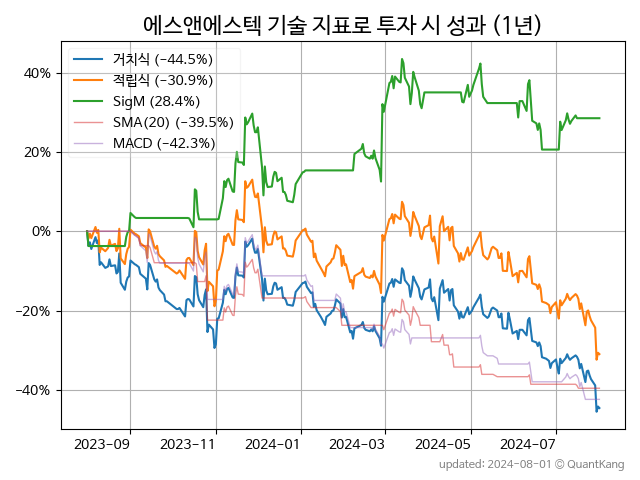 에스앤에스텍 기술 지표로 투자 시 성과 (1년)
거치식 (−44.5%)
적립식 (−30.9%)
SigM (28.4%)
SMA(20) (−39.5%)
MACD (−42.3%)
40%
20%
0%
−20%
−40%
2023-09 2023-11 2024-01 2024-03 2024-05 2024-07
updated: 2024-08-01 © QuantKang